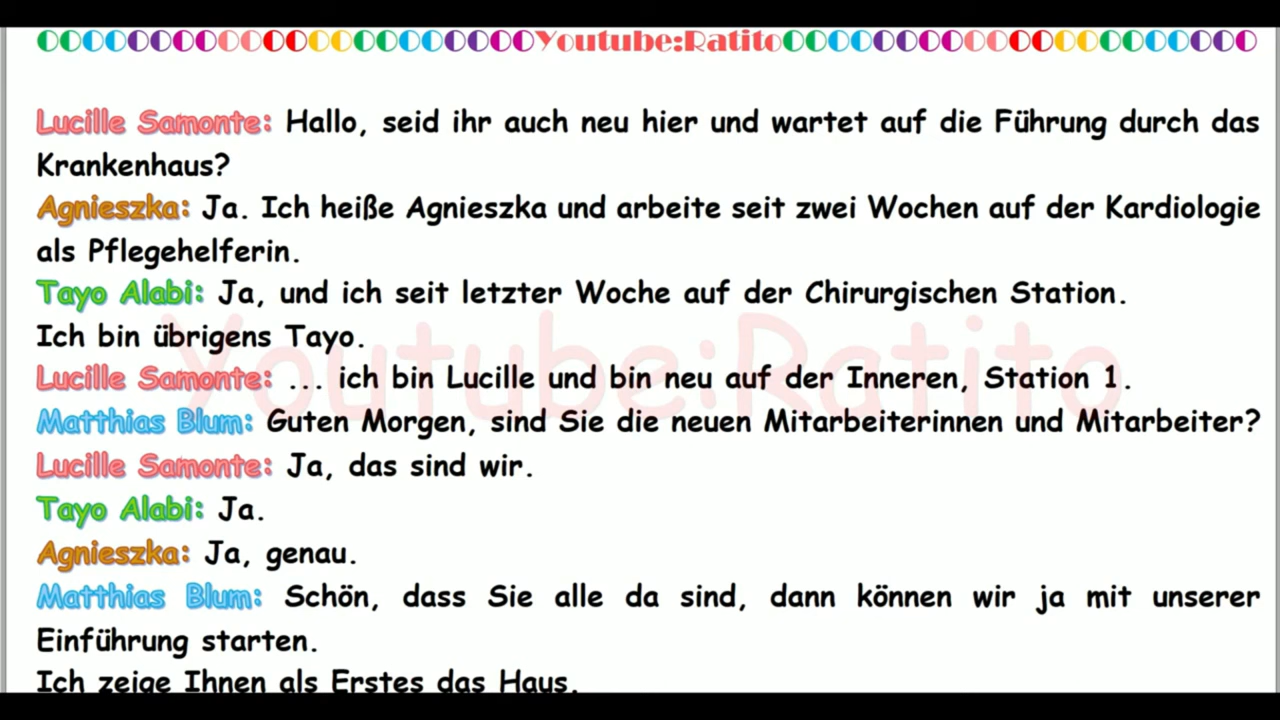 Youtube:Ratito
Lucille Samonte: Hallo, seid ihr auch neu hier und wartet auf die Führung durch das
Krankenhaus?
Agnieszka: Ja. Ich heiße Agnieszka und arbeite seit zwei Wochen auf der Kardiologie
als Pflegehelferin.
Tayo Alabi: Ja, und ich seit letzter Woche auf der Chirurgischen Station.
Ich bin übrigens Tayo.
Youtube:Ratito
Lucille Samonte: ... ich bin Lucille und bin neu auf der Inneren, Station 1.
Matthias Blum: Guten Morgen, sind Sie die neuen Mitarbeiterinnen und Mitarbeiter?
Lucille Samonte: Ja, das sind wir.
Tayo Alabi: Ja.
Agnieszka: Ja, genau.
Matthias Blum: Schön, dass Sie alle da sind, dann können wir ja mit unserer
Einführung starten.
Ich zeige Ihnen als Erstes das Haus.